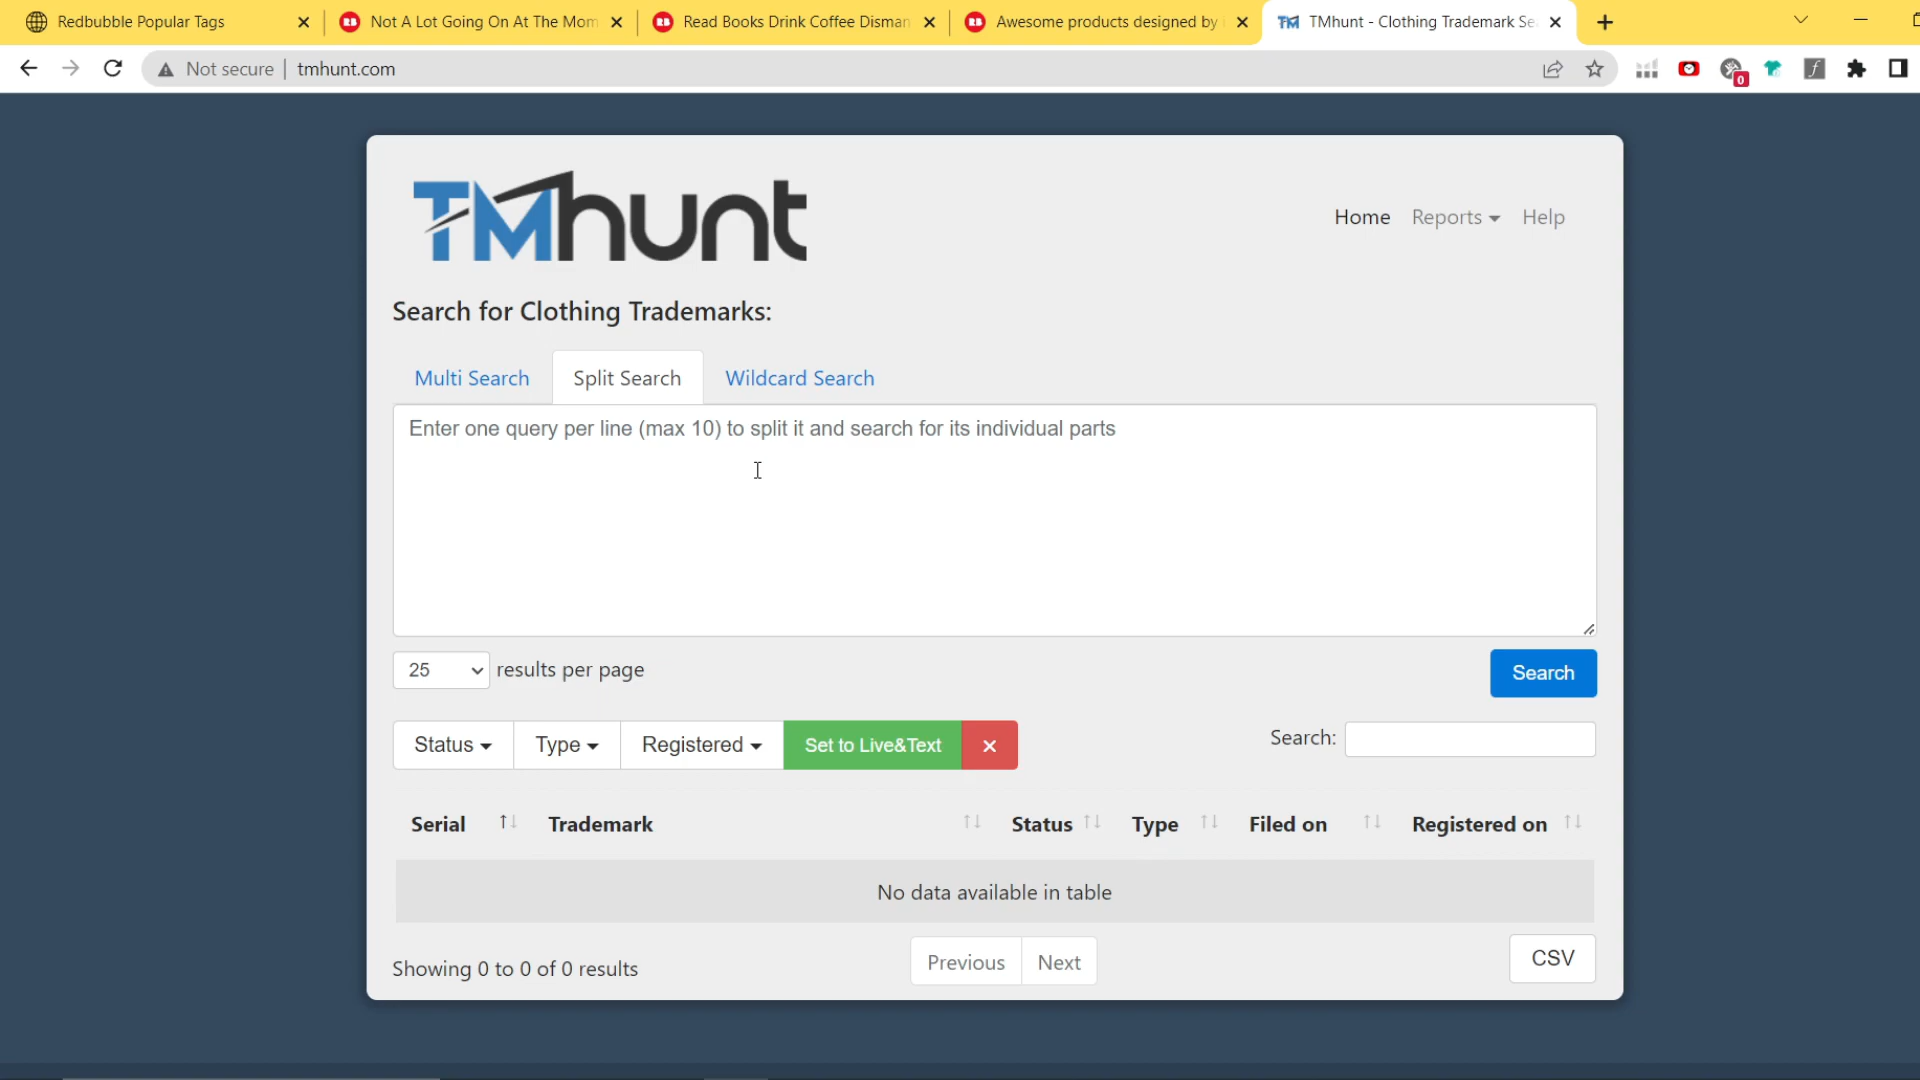 Redbubble Popular Tags
Not A Lot Going On At The Mom
Read Books Drink Coffee Disman
Awesome products designed by i
TMhunt - Clothing Trademark Se
Not secure
tmhunt.com
0
TMhunt
Home
Reports
Help
Search for Clothing Trademarks:
Multi Search
Split Search
Wildcard Search
Enter one query per line (max 10) to split it and search for its individual parts
25
results per page
Search
Status
Type
Registered
Set to Live&Text
×
Search:
Serial
Trademark
Status
Type
Filed on
Registered on
No data available in table
Showing 0 to 0 of 0 results
Previous
Next
CSV